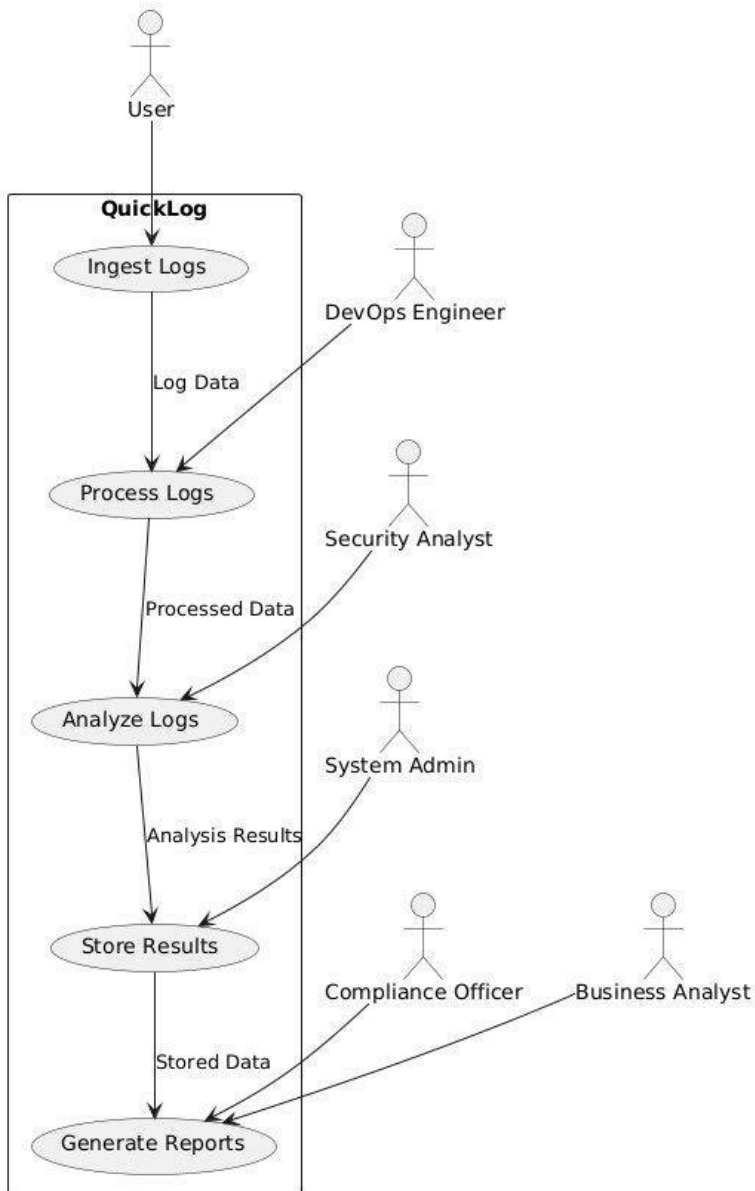 User
QuickLog
Ingest Logs
DevOps Engineer
Log Data
Process Logs
Security Analyst
Processed Data
Analyze Logs
System Admin
Analysis Results
Store Results
Compliance Officer
Business Analyst
Stored Data
Generate Reports